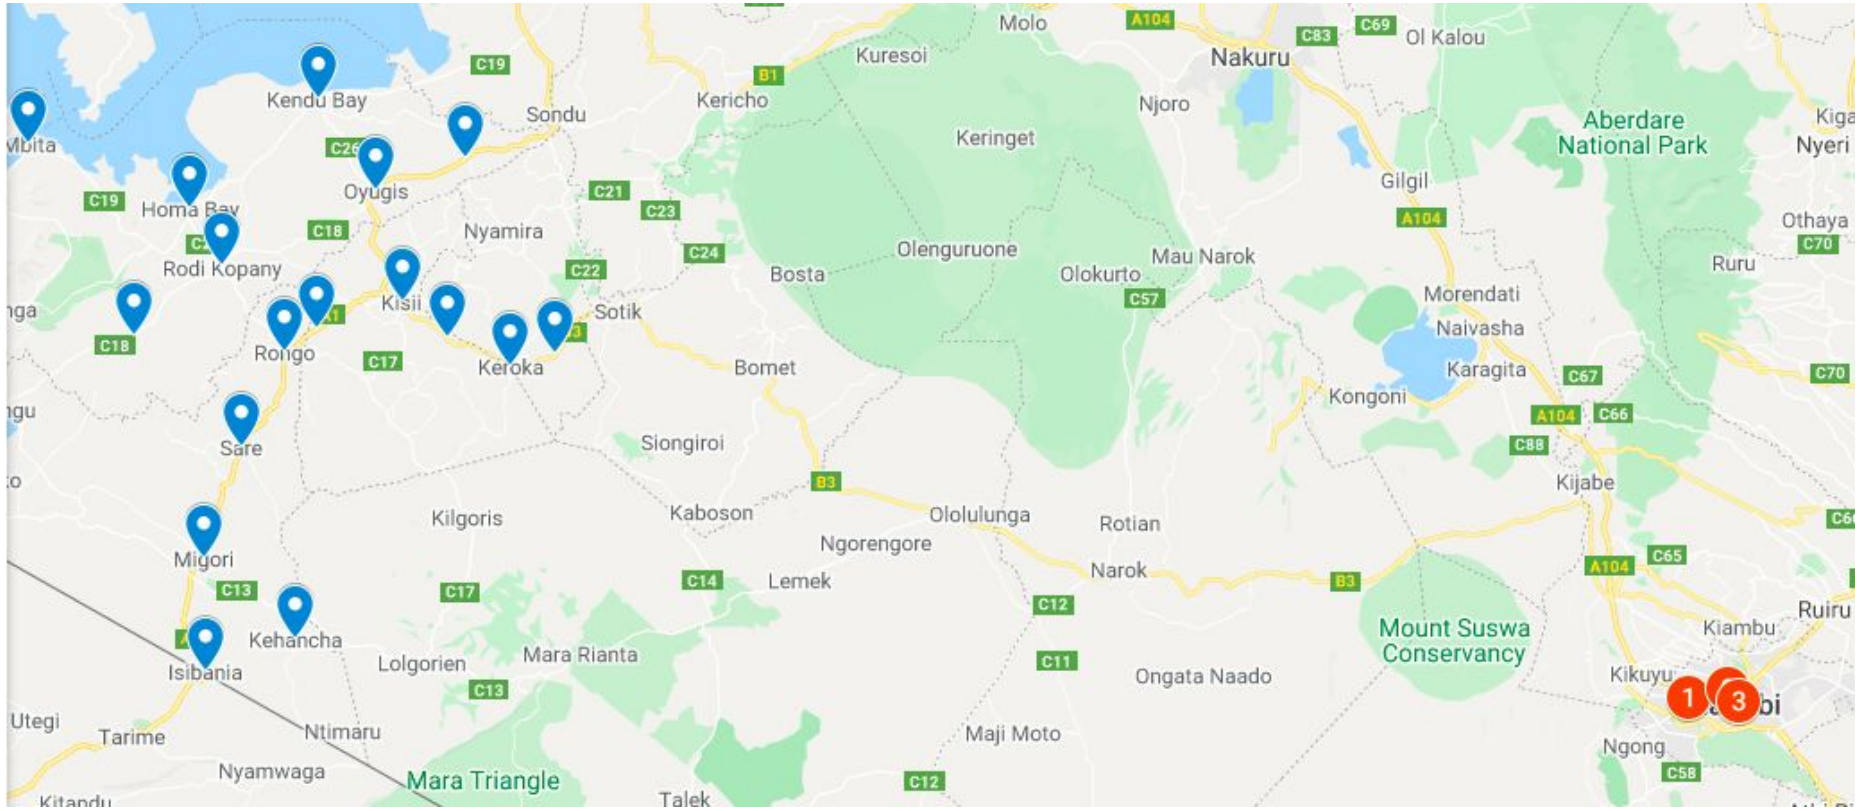 Molo
A104
C69
C83
Ol Kalou
Nakuru
Kuresoi
C19
B1
Kendu Bay
Kericho
Sondu
Njoro
Aberdare
National Park
Keringet
Mbita
C26
Nyeri
Gilgil
Oyugis
C21
C19
Homa Bay
C23
A104
Othaya
C18
Nyamira
C70
Olenguruone
C24
Mau Narok
Ruru
Rodi Kopany
C22
Bosta
Olokurto
C57
Morendati
Kisii
Sotik
Naivasha
C18
Rongo
C17
Keroka
Bomet
Karagita
C67
C70
Kongoni
A104
C66
Siongiroi
C88
Sare
B3
Kijabe
Kilgoris
Kaboson
Ololulunga
Rotian
Ngorengore
Migori
C65
A104
Narok
C14
Lemek
B3
C13
C17
C12
Ruiru
Mount Suswa
Conservancy
Kiambu
Kehancha
Mara Rianta
Lolgorien
C11
Isibania
Ongata Naado
Kikuyu
C13
1
3
bi
Utegi
Ntimaru
Tarime
Maji Moto
Ngong
Nyamwaga
Mara Triangle
C12
C58
Talek